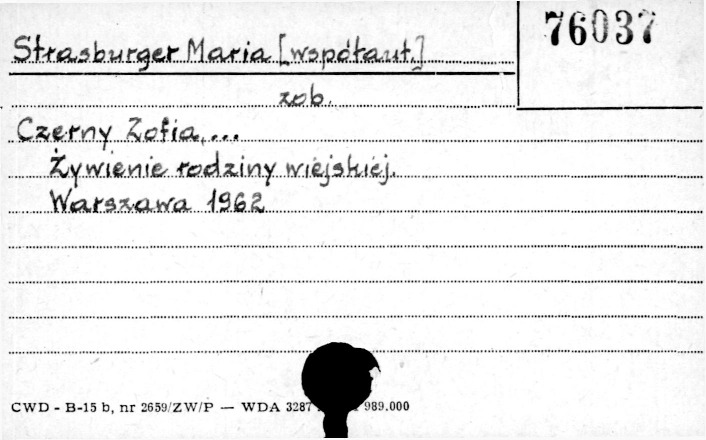 76037
Strasburger Maria [współaut.]
zob.
Czerny Zofia, ...
Żywienie rodziny wiejskiej.
Warszawa 1962
CWD - B-15 b, nr 2659/ZW/P — WDA 3287 989.000